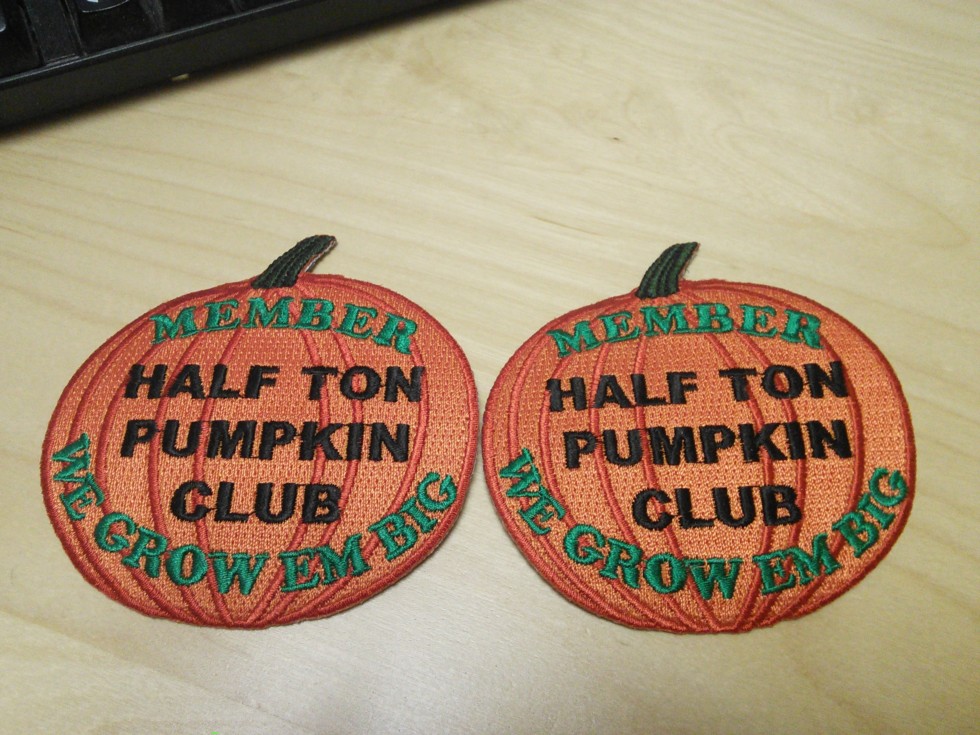 MEMBER
HALF TON
PUMPKIN
CLUB
WE GROW EM BIG
MEMBER
HALF TON
PUMPKIN
CLUB
WE GROW EM BIG